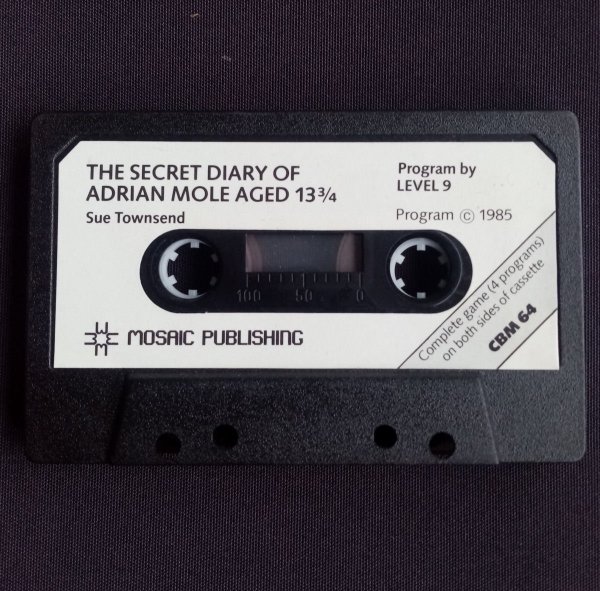 THE SECRET DIARY OF
ADRIAN MOLE AGED 13¾
Sue Townsend
Program by
LEVEL 9
Program © 1985
100 50 0
Complete game (4 programs)
on both sides of cassette
CBM 64
MOSAIC PUBLISHING